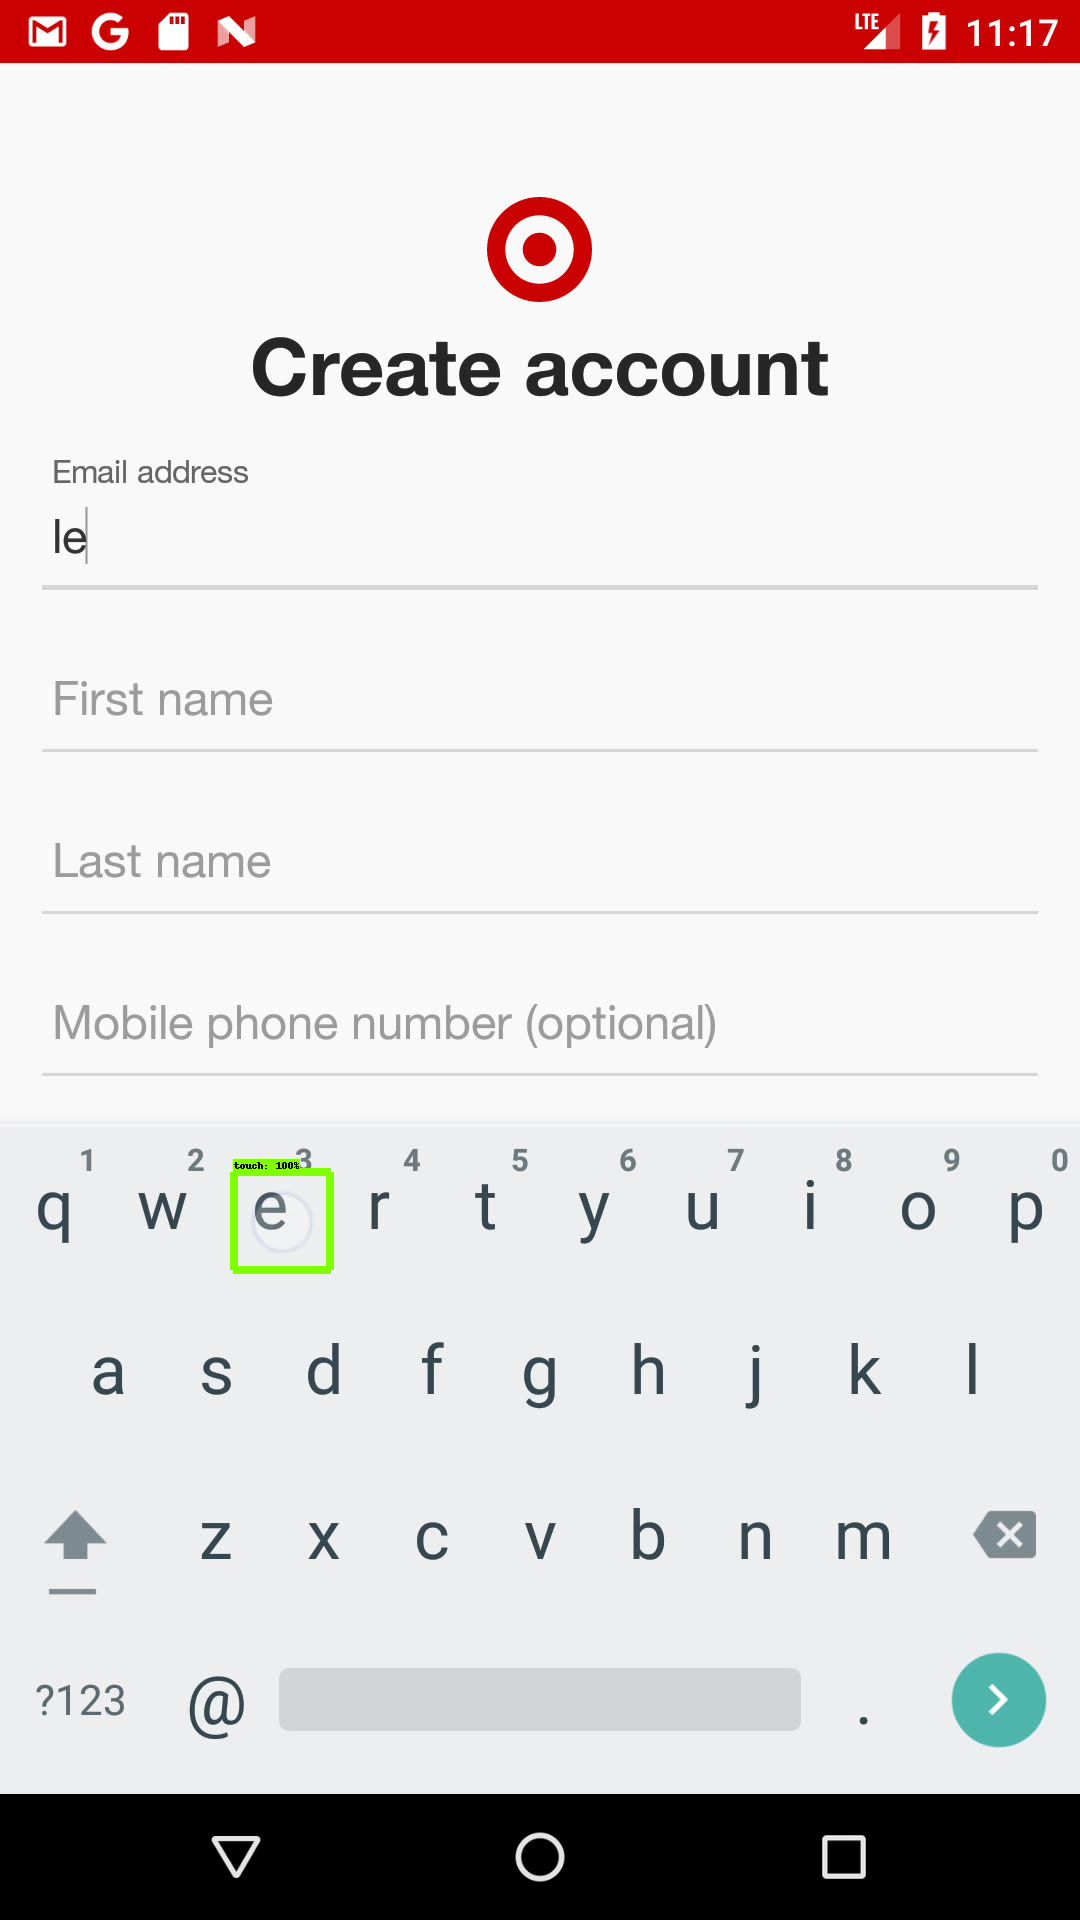 LTE 11:17
Create account
Email address
le
First name
Last name
Mobile phone number (optional)
1 2 3 4 5 6 7 8 9 0
touch: 100%
q w e r t y u i o p
a s d f g h j k l
z x c v b n m
?123 @ .